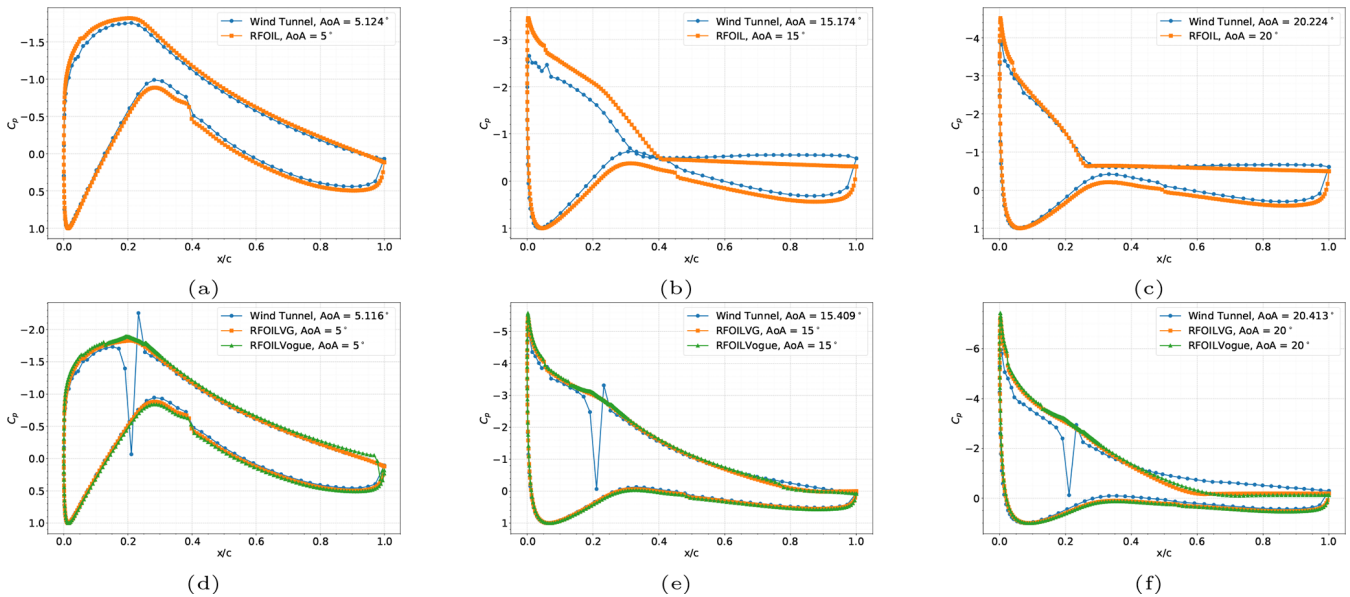 Wind Tunnel, AoA = 5.124°
RFOIL, AoA = 5°
−1.5
−1.0
−0.5
0.0
0.5
1.0
Cp
0.0 0.2 0.4 0.6 0.8 1.0
x/c
(a)
Wind Tunnel, AoA = 15.174°
RFOIL, AoA = 15°
−3
−2
−1
0
1
Cp
0.0 0.2 0.4 0.6 0.8 1.0
x/c
(b)
Wind Tunnel, AoA = 20.224°
RFOIL, AoA = 20°
−4
−3
−2
−1
0
1
Cp
0.0 0.2 0.4 0.6 0.8 1.0
x/c
(c)
Wind Tunnel, AoA = 5.116°
RFOILVG, AoA = 5°
RFOILVogue, AoA = 5°
−2.0
−1.5
−1.0
−0.5
0.0
0.5
1.0
Cp
0.0 0.2 0.4 0.6 0.8 1.0
x/c
(d)
Wind Tunnel, AoA = 15.409°
RFOILVG, AoA = 15°
RFOILVogue, AoA = 15°
−5
−4
−3
−2
−1
0
1
Cp
0.0 0.2 0.4 0.6 0.8 1.0
x/c
(e)
Wind Tunnel, AoA = 20.413°
RFOILVG, AoA = 20°
RFOILVogue, AoA = 20°
−6
−4
−2
0
Cp
0.0 0.2 0.4 0.6 0.8 1.0
x/c
(f)